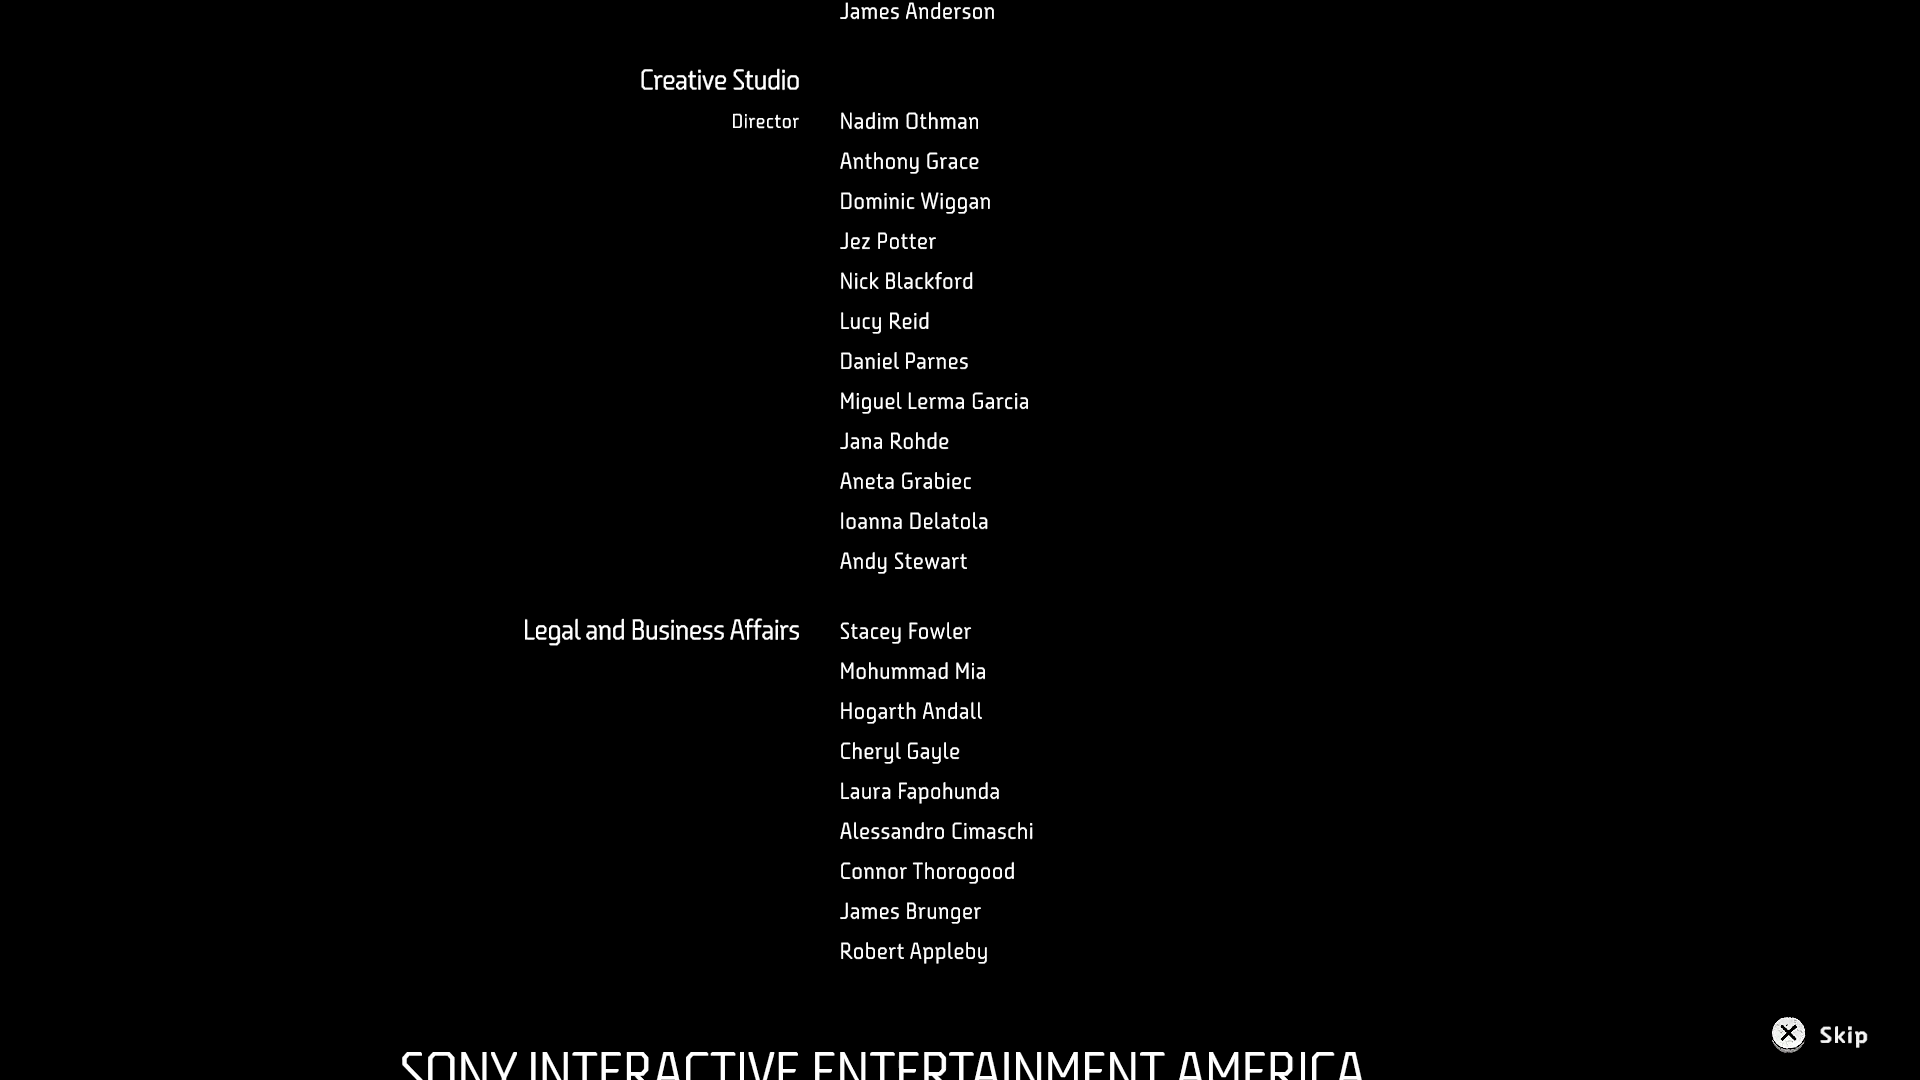 James Anderson
Creative Studio
Director Nadim Othman
Anthony Grace
Dominic Wiggan
Jez Potter
Nick Blackford
Lucy Reid
Daniel Parnes
Miguel Lerma Garcia
Jana Rohde
Aneta Grabiec
Ioanna Delatola
Andy Stewart
Legal and Business Affairs Stacey Fowler
Mohummad Mia
Hogarth Andall
Cheryl Gayle
Laura Fapohunda
Alessandro Cimaschi
Connor Thorogood
James Brunger
Robert Appleby
Skip
SONY INTERACTIVE ENTERTAINMENT AMERICA